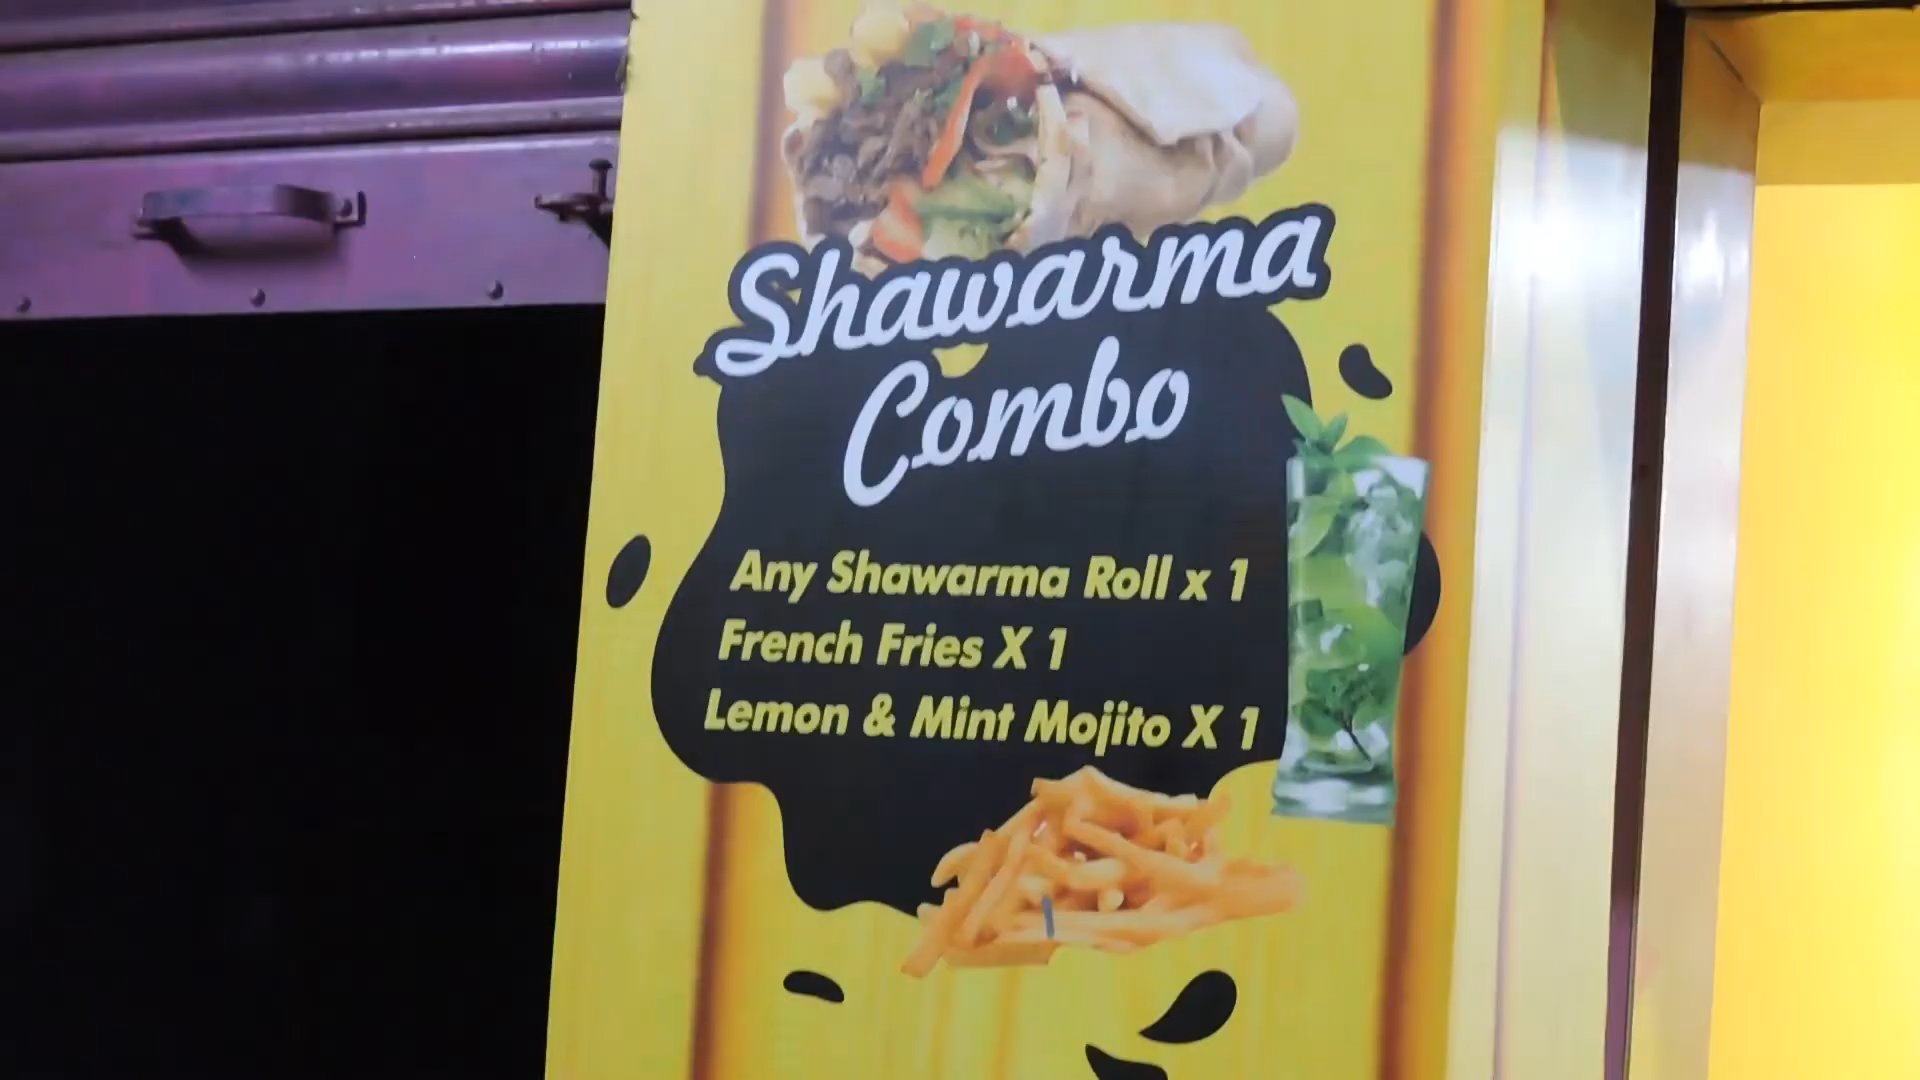 Shawarma
Combo
Any Shawarma Roll x 1
French Fries X 1
Lemon & Mint Mojito X 1